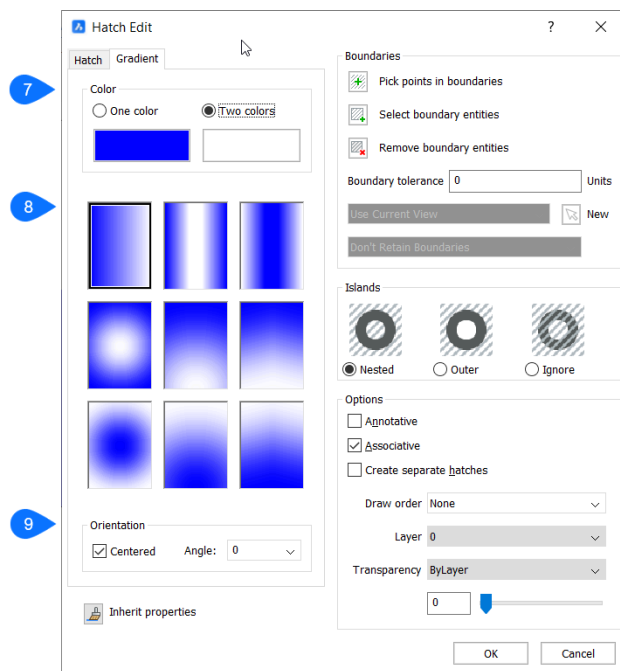 Hatch Edit
?
Hatch
Gradient
7
Color
One color
Two colors
8
9
Orientation
Centered
Angle:
0
Inherit properties
Boundaries
Pick points in boundaries
Select boundary entities
Remove boundary entities
Boundary tolerance
0
Units
Use Current View
New
Don't Retain Boundaries
Islands
Nested
Outer
Ignore
Options
Annotative
Associative
Create separate hatches
Draw order
None
Layer
0
Transparency
ByLayer
0
OK
Cancel